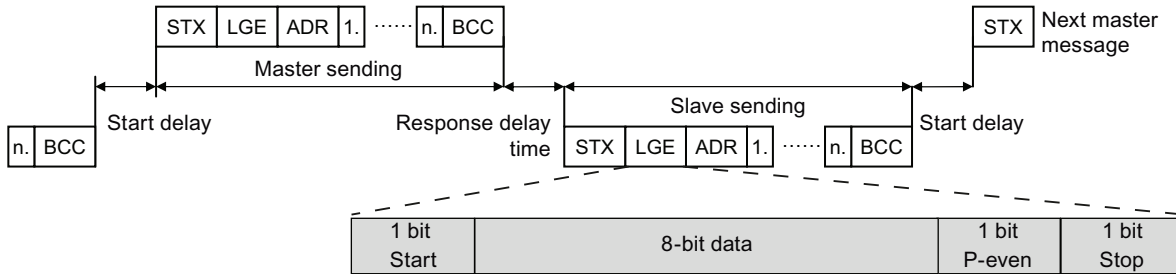 STX LGE ADR 1. ...... n. BCC STX Next master
message
Master sending
Start delay Response delay Slave sending Start delay
time
n. BCC STX LGE ADR 1. ...... n. BCC
1 bit 8-bit data 1 bit 1 bit
Start P-even Stop